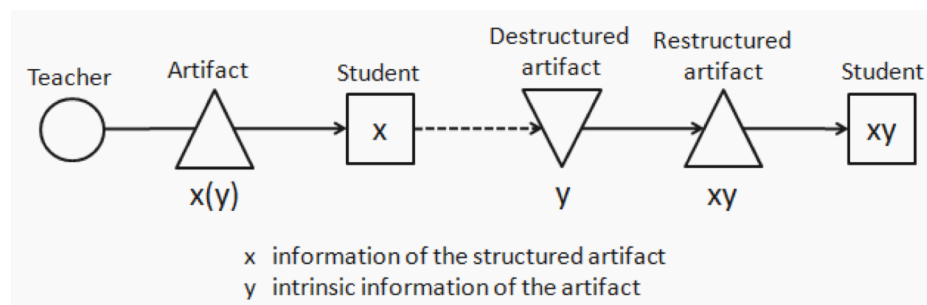 Teacher
Artifact
Student
Destructured
artifact
Restructured
artifact
Student
x
xy
x(y)
y
xy
x information of the structured artifact
y intrinsic information of the artifact